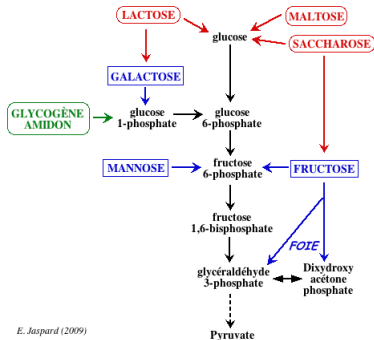 LACTOSE
MALTOSE
glucose
SACCHAROSE
GALACTOSE
GLYCOGÈNE
AMIDON
glucose
1-phosphate
glucose
6-phosphate
MANNOSE
fructose
6-phosphate
FRUCTOSE
fructose
1,6-bisphosphate
FOIE
glycéraldéhyde
3-phosphate
Dixydroxy
acétone
phosphate
Pyruvate
E. Jaspard (2009)